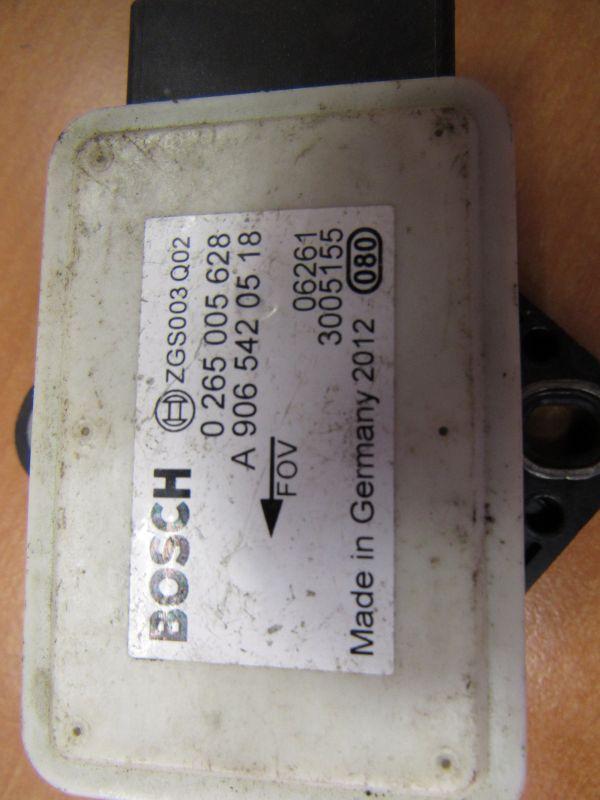 BOSCH ZGS003 Q02
0 265 005 628
A 906 542 05 18
FOV 06261
3005155
Made in Germany 2012 080